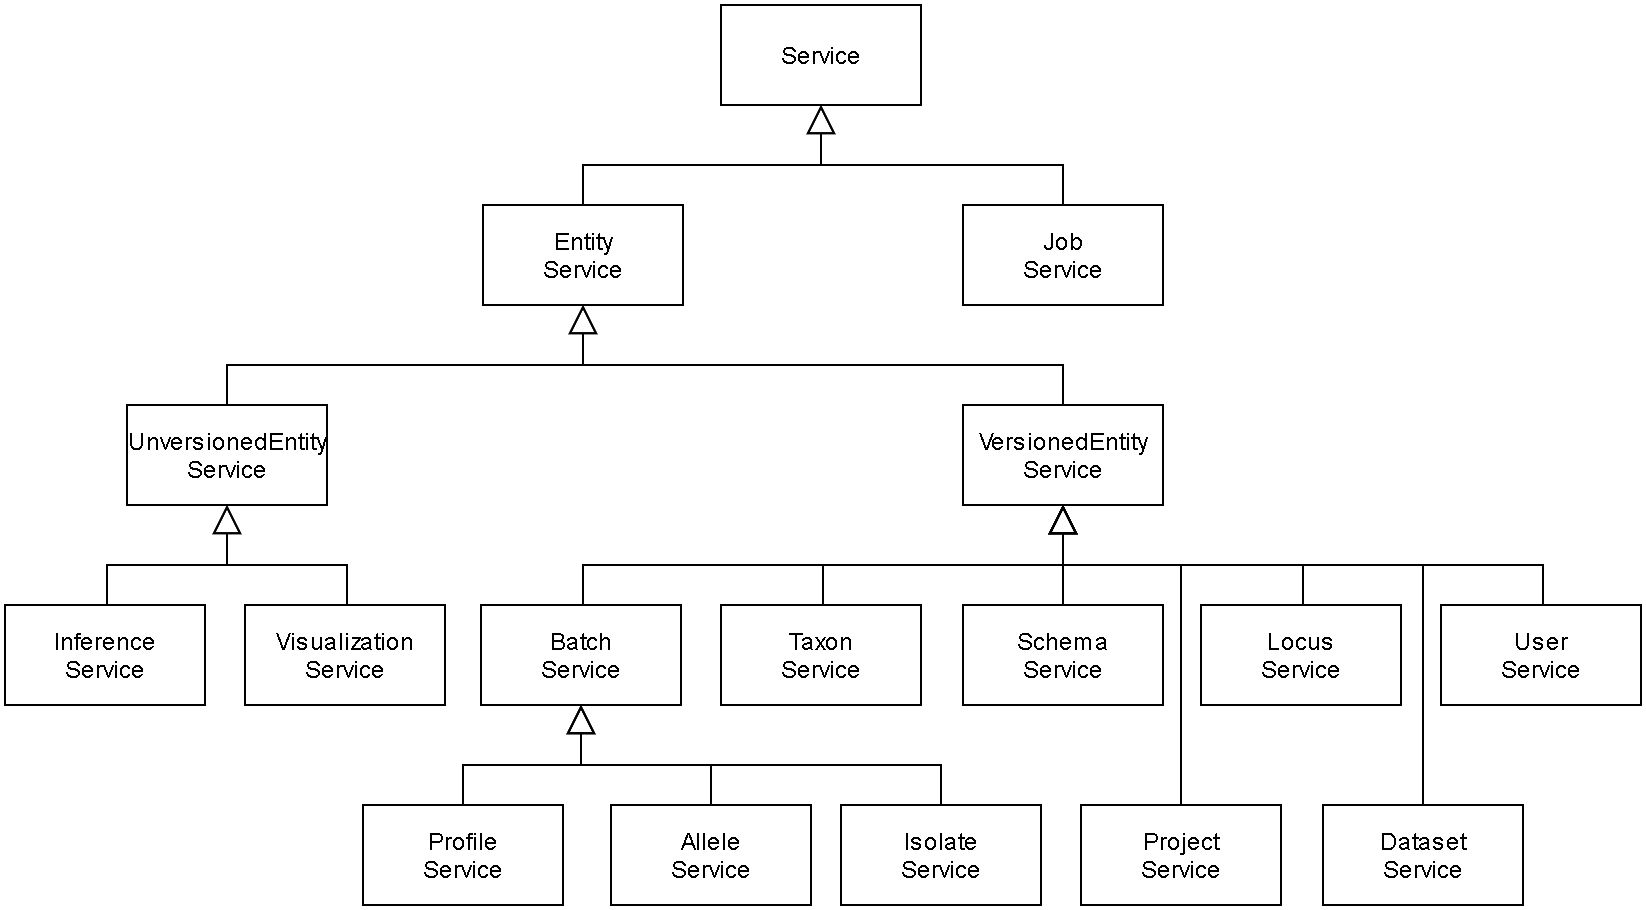 Service
Entity
Service
Job
Service
UnversionedEntity
Service
VersionedEntity
Service
Inference
Service
Visualization
Service
Batch
Service
Taxon
Service
Schema
Service
Locus
Service
User
Service
Profile
Service
Allele
Service
Isolate
Service
Project
Service
Dataset
Service